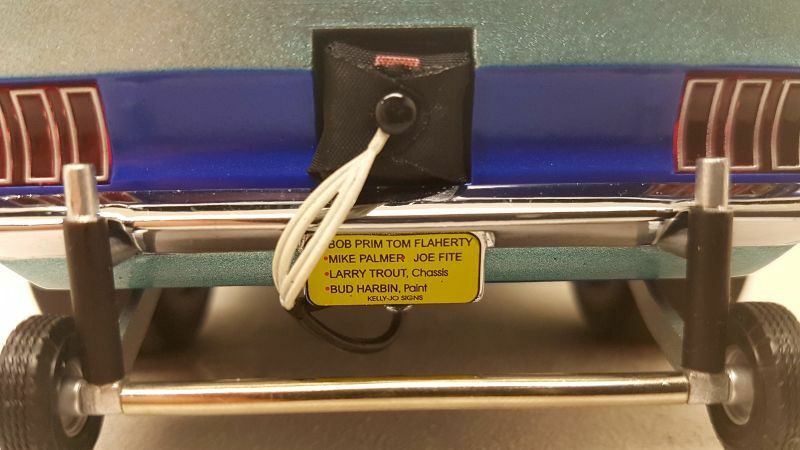 BOB PRIM TOM FLAHERTY
•MIKE PALMER• JOE FITE
•LARRY TROUT, Chassis
•BUD HARBIN, Paint
KELLY-JO SIGNS